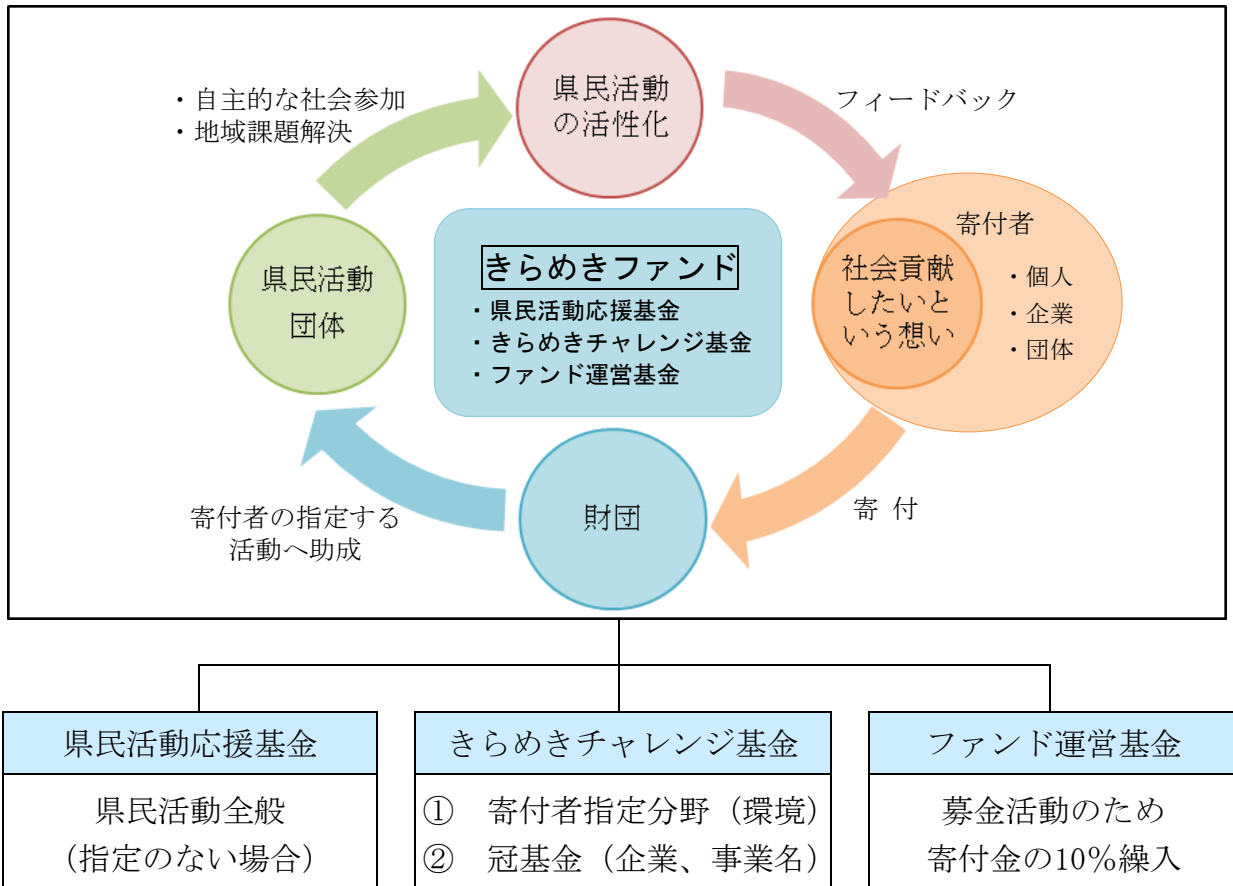 県民活動
の活性化
・自主的な社会参加
・地域課題解決
フィードバック
県民活動
団体
きらめきファンド
・県民活動応援基金
・きらめきチャレンジ基金
・ファンド運営基金
社会貢献
したいと
いう想い
寄付者
・個人
・企業
・団体
寄付者の指定する
活動へ助成
財団
寄 付
県民活動応援基金
県民活動全般
(指定のない場合)
きらめきチャレンジ基金
① 寄付者指定分野（環境）
② 冠基金（企業、事業名）
ファンド運営基金
募金活動のため
寄付金の10%繰入